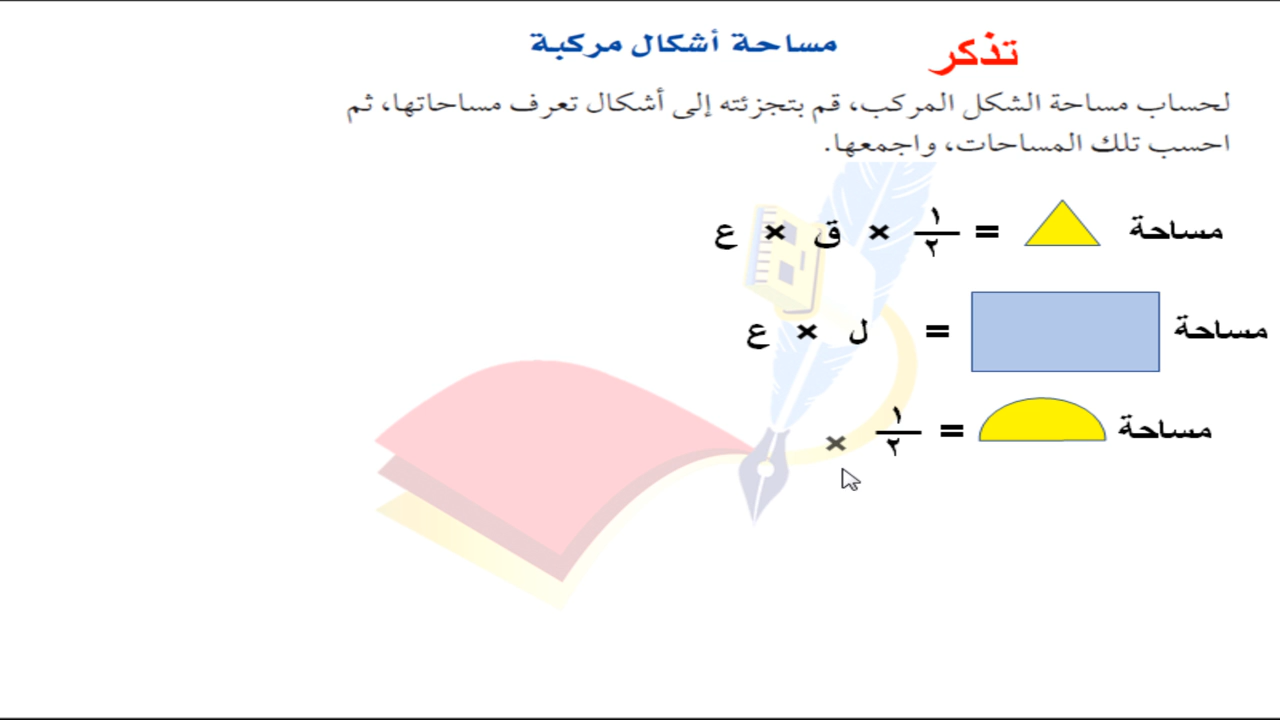 تذكر
مساحة أشكال مركبة
لحساب مساحة الشكل المركب، قم بتجزئته إلى أشكال تعرف مساحاتها، ثم
احسب تلك المساحات، واجمعها.
مساحة = ١/٢ × ق × ع
مساحة = ل × ع
مساحة = ١/٢ ×